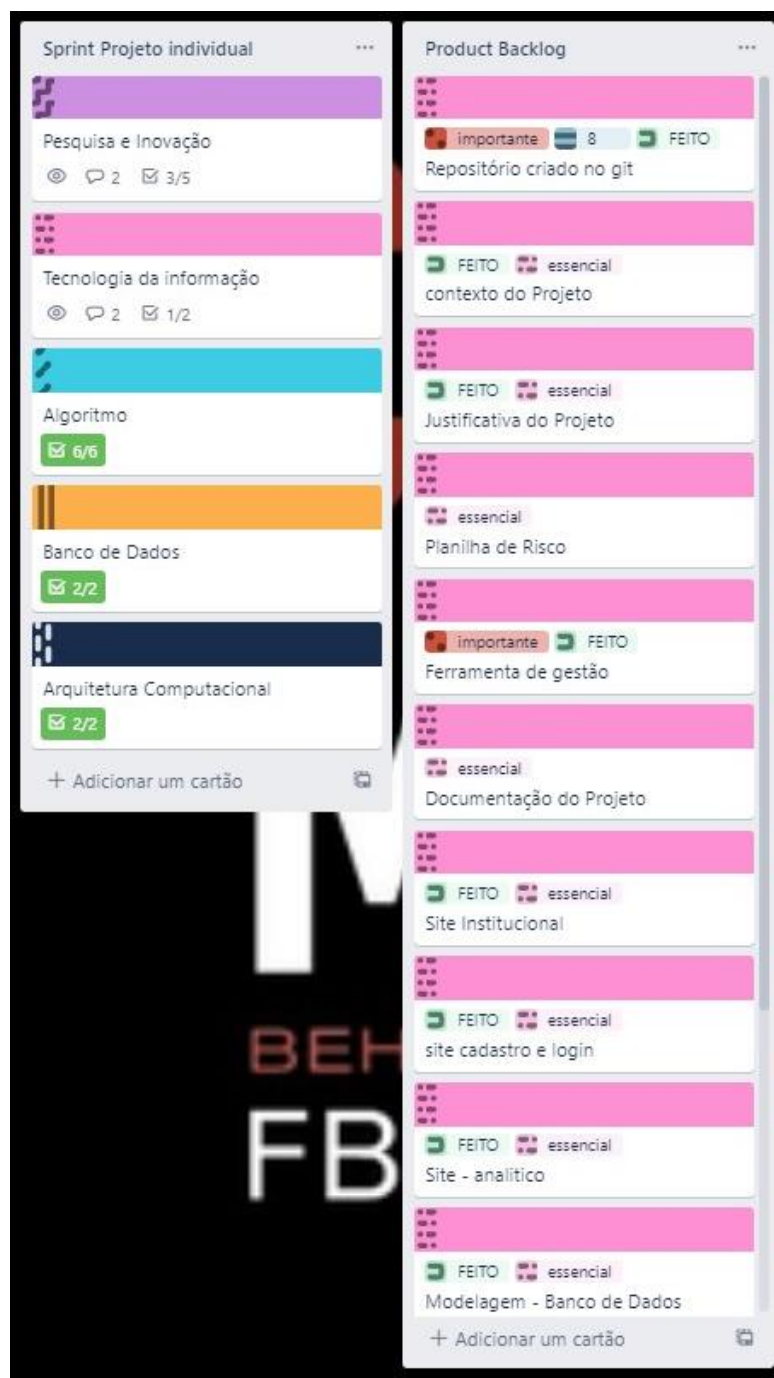 Sprint Projeto individual
Pesquisa e Inovação
2 3/5
Tecnologia da informação
2 1/2
Algoritmo
6/6
Banco de Dados
2/2
Arquitetura Computacional
2/2
+ Adicionar um cartão
Product Backlog
importante 8 FEITO
Repositório criado no git
FEITO essencial
contexto do Projeto
FEITO essencial
Justificativa do Projeto
essencial
Planilha de Risco
importante FEITO
Ferramenta de gestão
essencial
Documentação do Projeto
FEITO essencial
Site Institucional
FEITO essencial
site cadastro e login
FEITO essencial
Site - analitico
FEITO essencial
Modelagem - Banco de Dados
+ Adicionar um cartão
BEH
FB